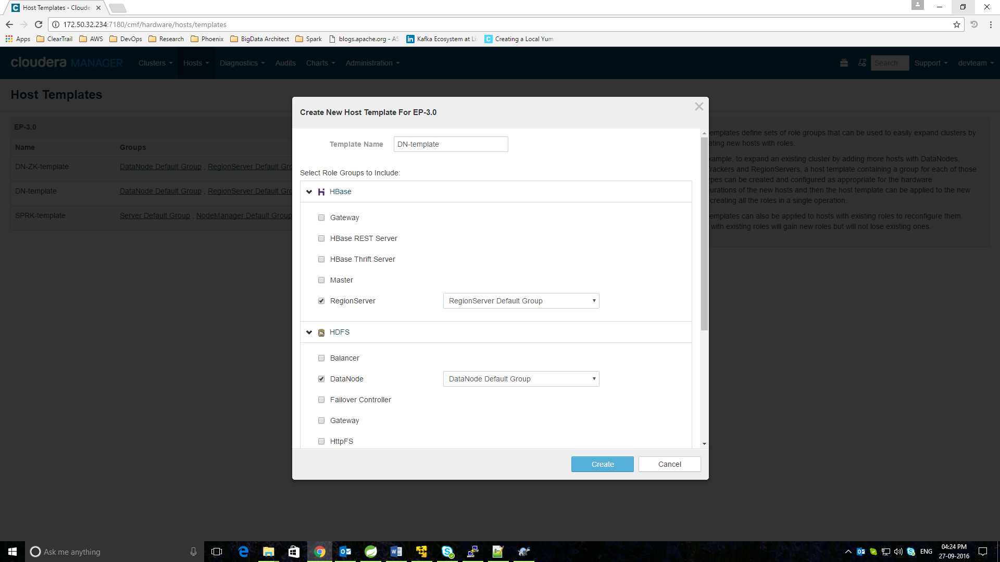 Host Templates - Cloude
172.50.32.234:7180/cmf/hardware/hosts/templates
Apps ClearTrail AWS DevOps Research Phoenix BigData Architect Spark blogs.apache.org - AS Kafka Ecosystem at Li Creating a Local Yum
cloudera MANAGER Clusters Hosts Diagnostics Audits Charts Administration Search Support devteam
Host Templates
EP-3.0
Name Groups
DN-ZK-template DataNode Default Group , RegionServer Default Gro
DN-template DataNode Default Group , RegionServer Default Gro
SPRK-template Server Default Group , NodeManager Default Group
emplates define sets of role groups that can be used to easily expand clusters by
ating new hosts with roles.
xample, to expand an existing cluster by adding more hosts with DataNodes,
rackers and RegionServers, a host template containing a group for each of those
pes can be created and configured as appropriate for the hardware
urations of the new hosts and then the host template can be applied to the new
creating all the roles in a single operation.
emplates can also be applied to hosts with existing roles to reconfigure them.
with existing roles will gain new roles but will not lose existing ones.
Create New Host Template For EP-3.0
Template Name DN-template
Select Role Groups to Include:
HBase
Gateway
HBase REST Server
HBase Thrift Server
Master
RegionServer RegionServer Default Group
HDFS
Balancer
DataNode DataNode Default Group
Failover Controller
Gateway
HttpFS
Create Cancel
Ask me anything
ENG
04:24 PM
27-09-2016